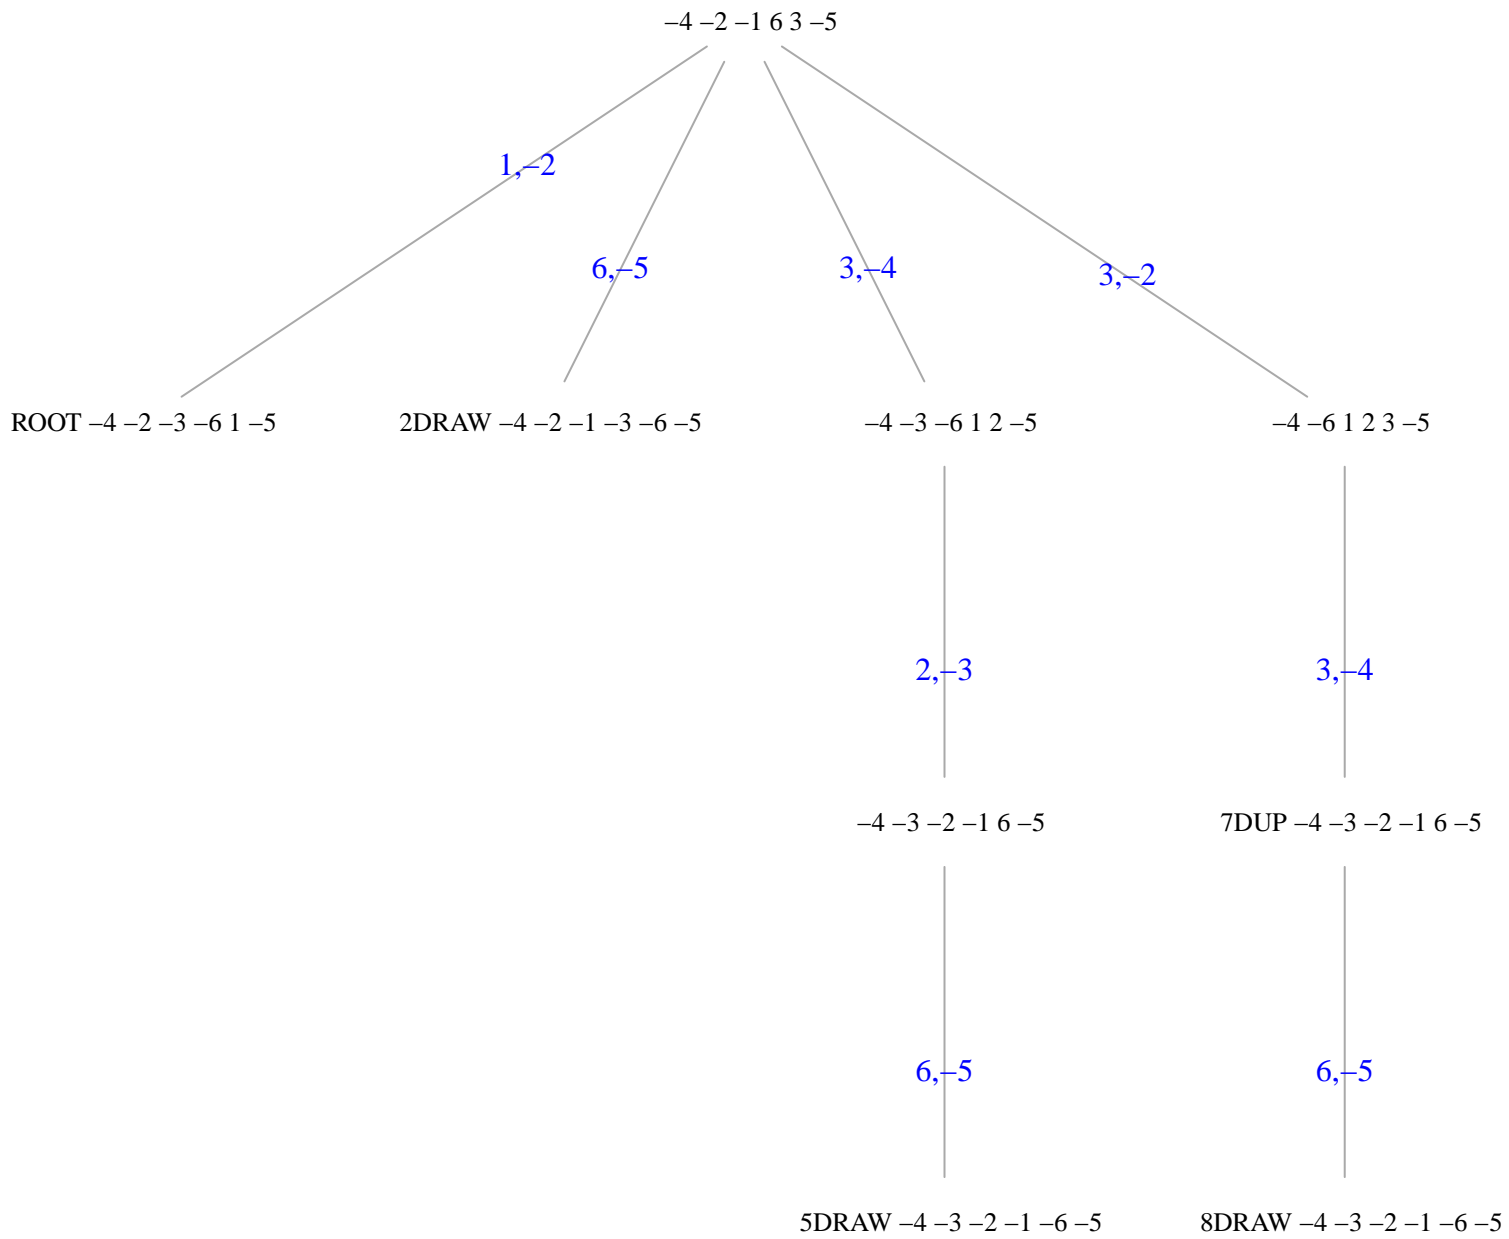 –4 –2 –1 6 3 –5
1,–2
6,–5
3,–4
3,–2
ROOT –4 –2 –3 –6 1 –5
2DRAW –4 –2 –1 –3 –6 –5
–4 –3 –6 1 2 –5
–4 –6 1 2 3 –5
2,–3
3,–4
–4 –3 –2 –1 6 –5
7DUP –4 –3 –2 –1 6 –5
6,–5
6,–5
5DRAW –4 –3 –2 –1 –6 –5
8DRAW –4 –3 –2 –1 –6 –5